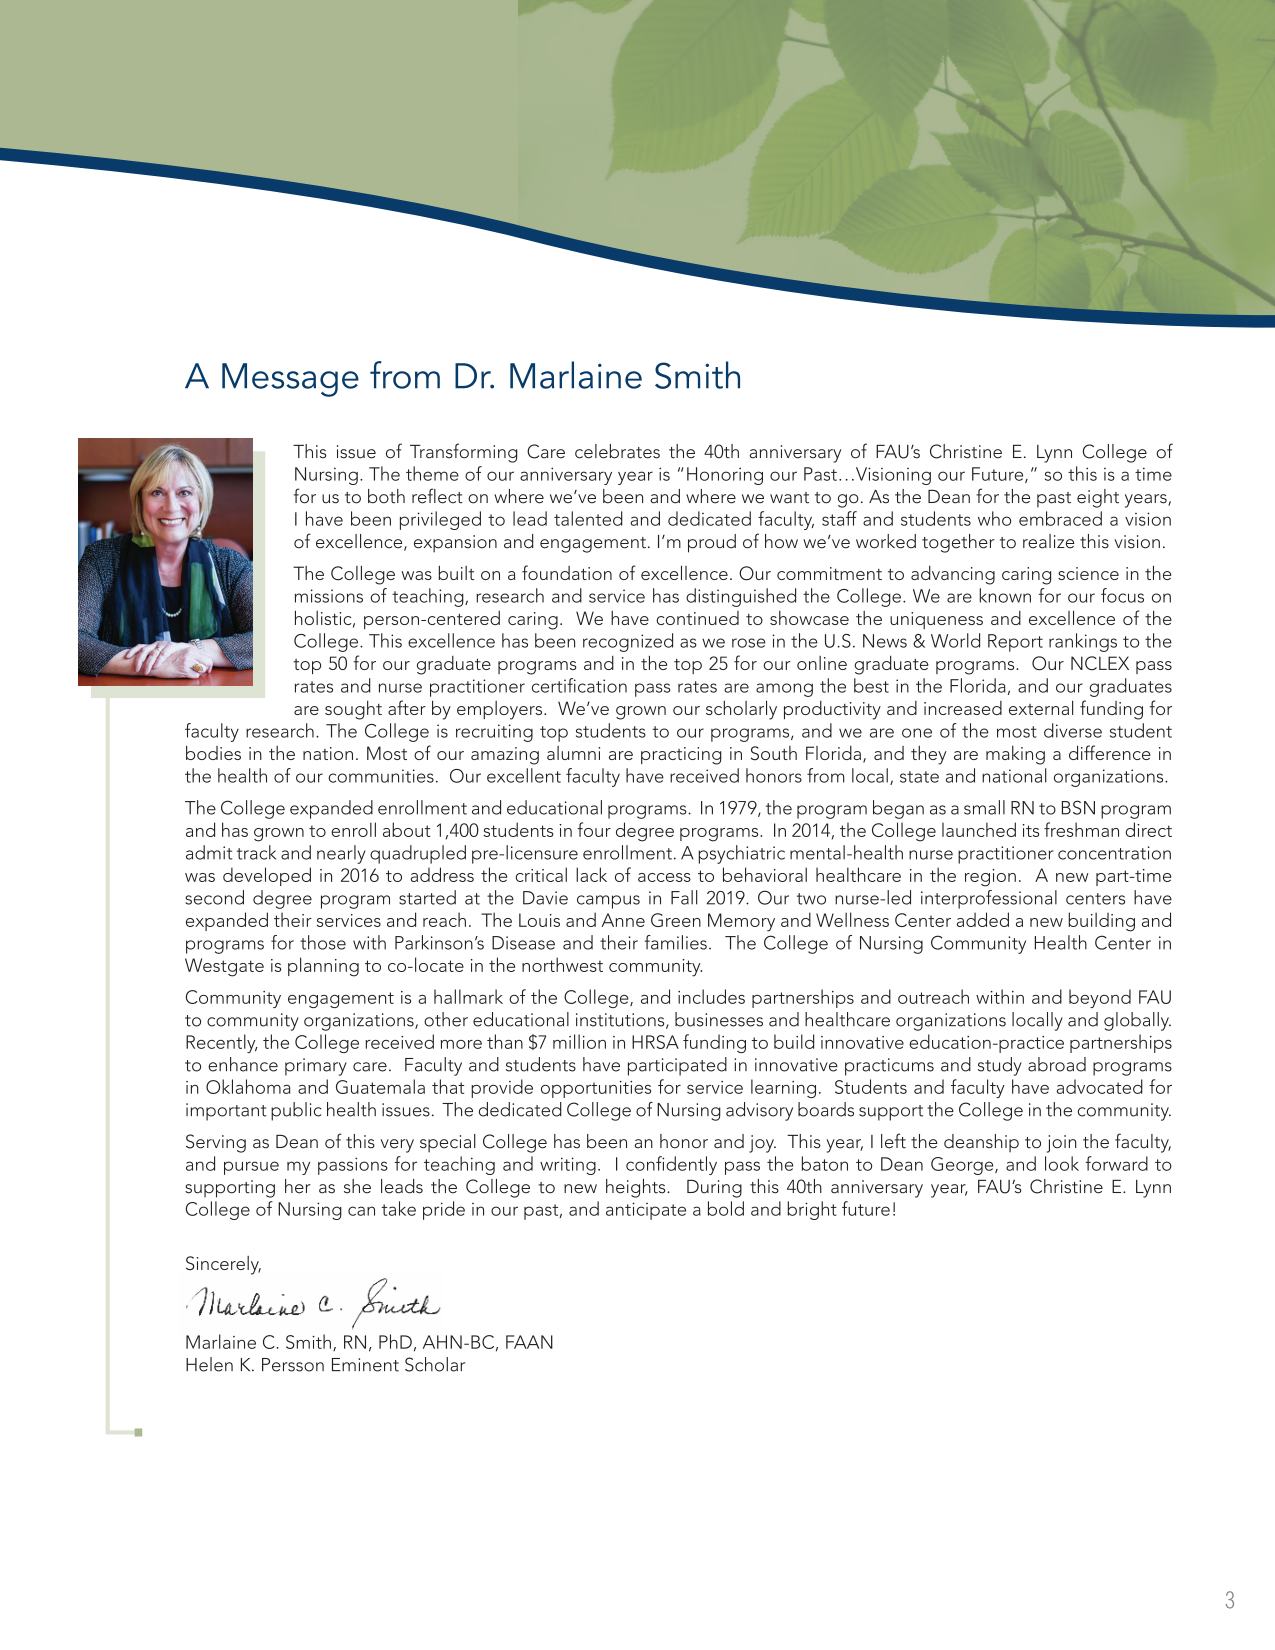 A Message from Dr. Marlaine Smith
This issue of Transforming Care celebrates the 40th anniversary of FAU’s Christine E. Lynn College of
Nursing. The theme of our anniversary year is “Honoring our Past…Visioning our Future,” so this is a time
for us to both reflect on where we’ve been and where we want to go. As the Dean for the past eight years,
I have been privileged to lead talented and dedicated faculty, staff and students who embraced a vision
of excellence, expansion and engagement. I’m proud of how we’ve worked together to realize this vision.
The College was built on a foundation of excellence. Our commitment to advancing caring science in the
missions of teaching, research and service has distinguished the College. We are known for our focus on
holistic, person-centered caring.  We have continued to showcase the uniqueness and excellence of the
College. This excellence has been recognized as we rose in the U.S. News & World Report rankings to the
top 50 for our graduate programs and in the top 25 for our online graduate programs.  Our NCLEX pass
rates and nurse practitioner certification pass rates are among the best in the Florida, and our graduates
are sought after by employers.  We’ve grown our scholarly productivity and increased external funding for
faculty research. The College is recruiting top students to our programs, and we are one of the most diverse student
bodies in the nation. Most of our amazing alumni are practicing in South Florida, and they are making a difference in
the health of our communities.  Our excellent faculty have received honors from local, state and national organizations.
The College expanded enrollment and educational programs.  In 1979, the program began as a small RN to BSN program
and has grown to enroll about 1,400 students in four degree programs.  In 2014, the College launched its freshman direct
admit track and nearly quadrupled pre-licensure enrollment. A psychiatric mental-health nurse practitioner concentration
was developed in 2016 to address the critical lack of access to behavioral healthcare in the region.  A new part-time
second degree program started at the Davie campus in Fall 2019. Our two nurse-led interprofessional centers have
expanded their services and reach.  The Louis and Anne Green Memory and Wellness Center added a new building and
programs for those with Parkinson’s Disease and their families.  The College of Nursing Community Health Center in
Westgate is planning to co-locate in the northwest community.
Community engagement is a hallmark of the College, and includes partnerships and outreach within and beyond FAU
to community organizations, other educational institutions, businesses and healthcare organizations locally and globally.
Recently, the College received more than $7 million in HRSA funding to build innovative education-practice partnerships
to enhance primary care.  Faculty and students have participated in innovative practicums and study abroad programs
in Oklahoma and Guatemala that provide opportunities for service learning.  Students and faculty have advocated for
important public health issues.  The dedicated College of Nursing advisory boards support the College in the community.
Serving as Dean of this very special College has been an honor and joy.  This year, I left the deanship to join the faculty,
and pursue my passions for teaching and writing.  I confidently pass the baton to Dean George, and look forward to
supporting her as she leads the College to new heights.  During this 40th anniversary year, FAU’s Christine E. Lynn
College of Nursing can take pride in our past, and anticipate a bold and bright future!
Sincerely,
Marlaine C. Smith
Marlaine C. Smith, RN, PhD, AHN-BC, FAAN
Helen K. Persson Eminent Scholar
3